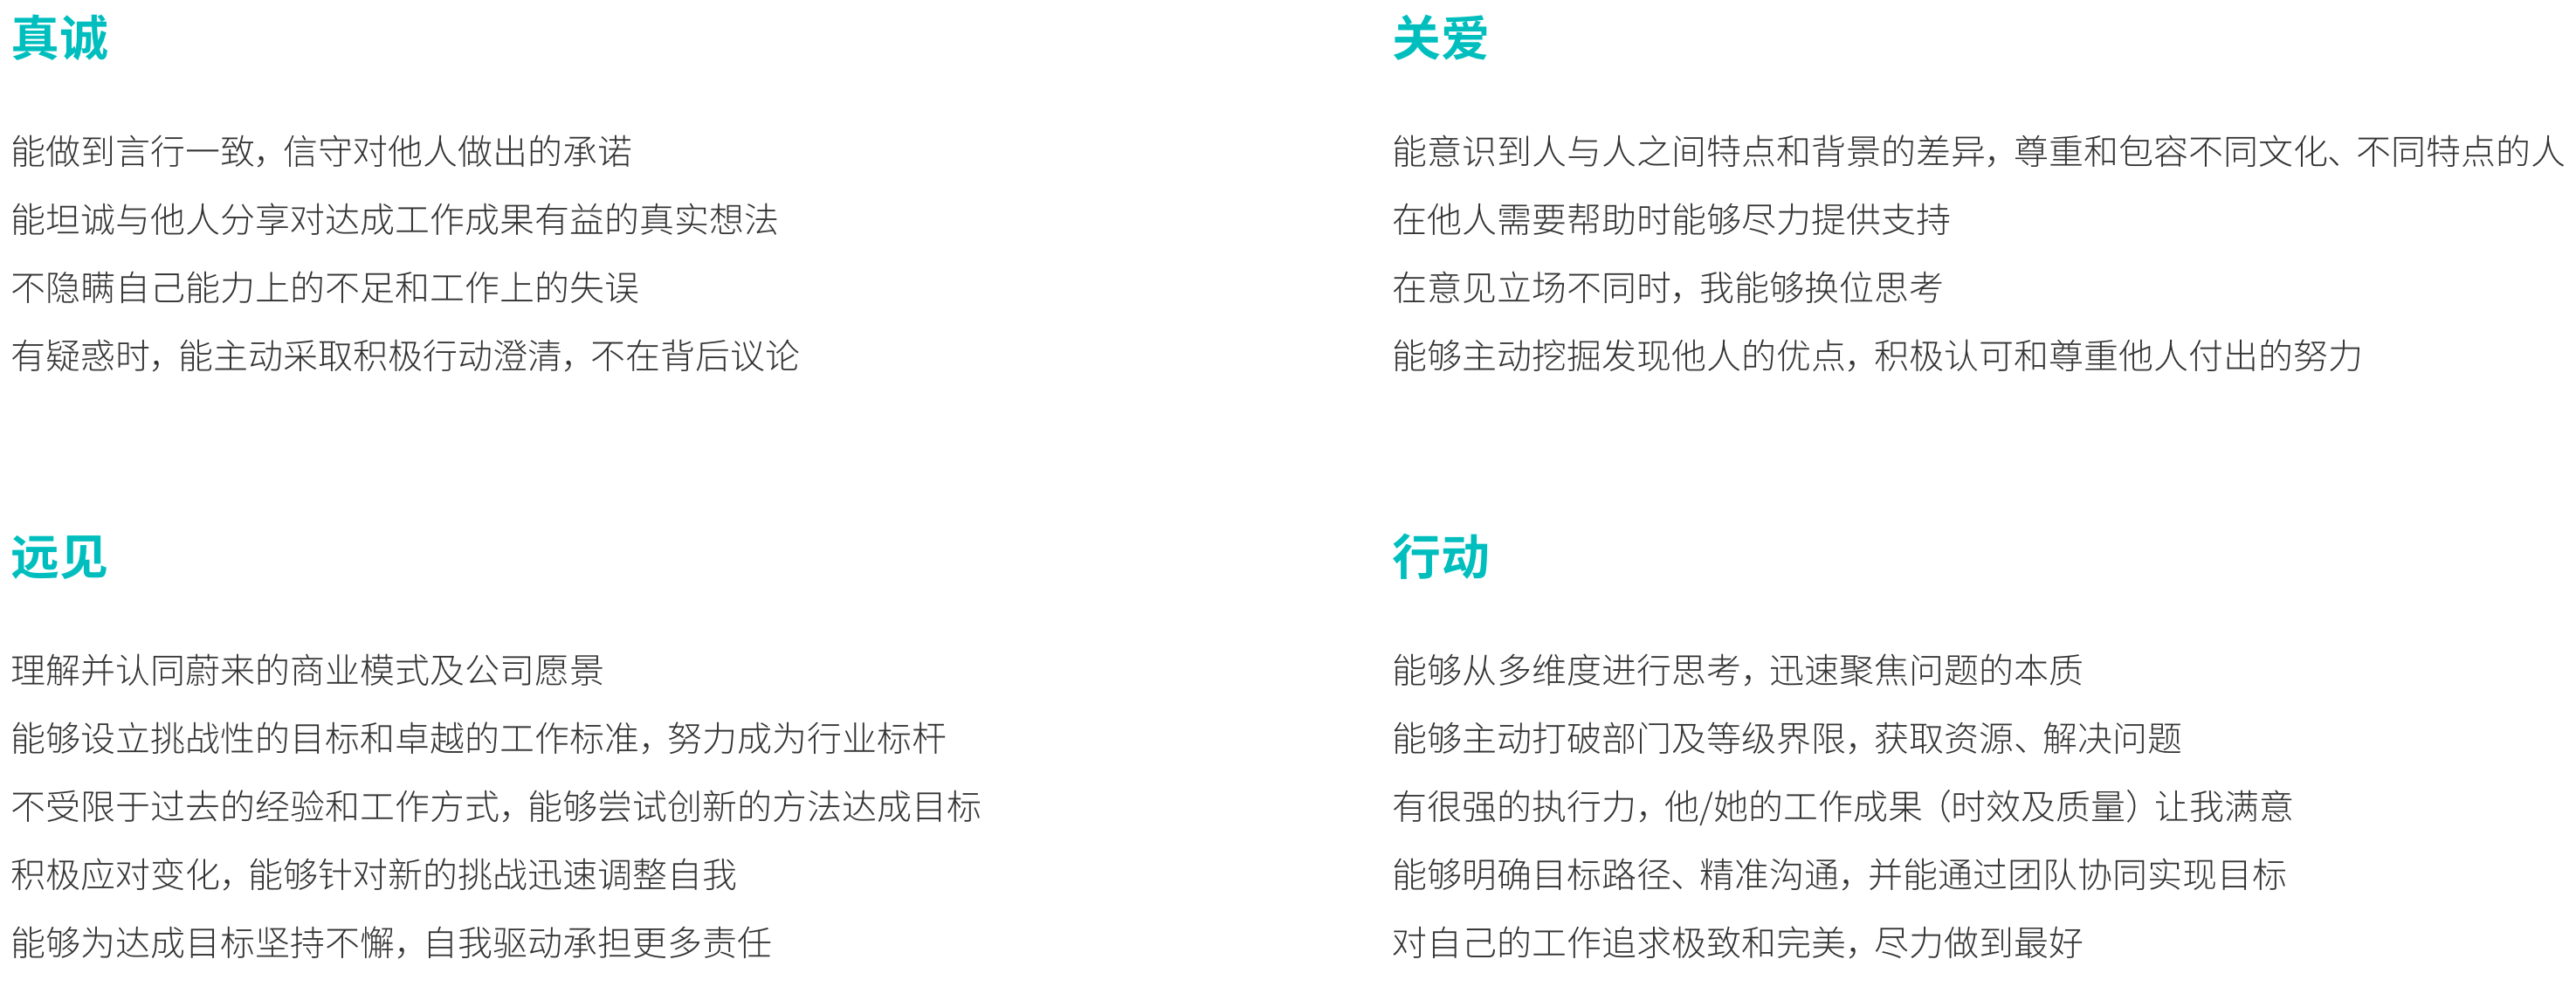 真诚
能做到言行一致，信守对他人做出的承诺
能坦诚与他人分享对达成工作成果有益的真实想法
不隐瞒自己能力上的不足和工作上的失误
有疑惑时，能主动采取积极行动澄清，不在背后议论
关爱
能意识到人与人之间特点和背景的差异，尊重和包容不同文化、不同特点的人
在他人需要帮助时能够尽力提供支持
在意见立场不同时，我能够换位思考
能够主动挖掘发现他人的优点，积极认可和尊重他人付出的努力
远见
理解并认同蔚来的商业模式及公司愿景
能够设立挑战性的目标和卓越的工作标准，努力成为行业标杆
不受限于过去的经验和工作方式，能够尝试创新的方法达成目标
积极应对变化，能够针对新的挑战迅速调整自我
能够为达成目标坚持不懈，自我驱动承担更多责任
行动
能够从多维度进行思考，迅速聚焦问题的本质
能够主动打破部门及等级界限，获取资源、解决问题
有很强的执行力，他/她的工作成果（时效及质量）让我满意
能够明确目标路径、精准沟通，并能通过团队协同实现目标
对自己的工作追求极致和完美，尽力做到最好